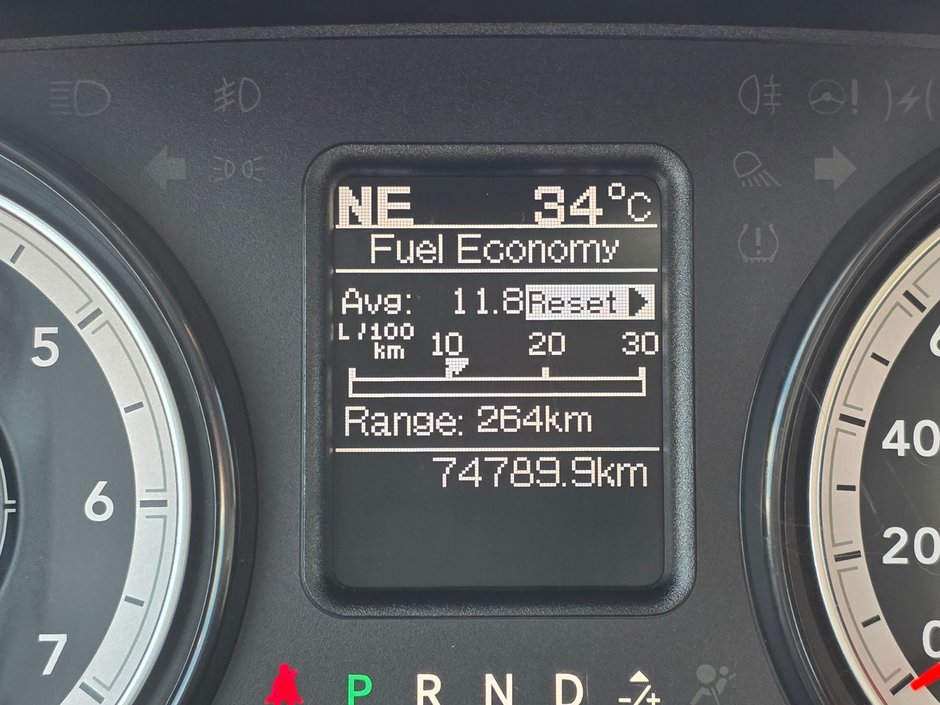 NE 34°C
Fuel Economy
Avg: 11.8 Reset
L/100 km
10 20 30
Range: 264km
74789.9km
5
6
7
40
20
0
P R N D -/+